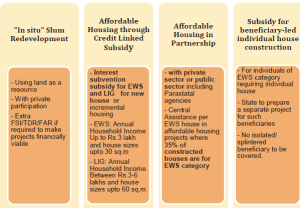 "In situ" Slum
Redevelopment
- Using land as a
resource
- With private
participation
- Extra
FSI/TDR/FAR if
required to make
projects financially
viable
Affordable
Housing through
Credit Linked
Subsidy
- Interest
subvention
subsidy for EWS
and LIG for new
house or
incremental
housing
- EWS: Annual
Household Income
Up to Rs.3 lakh
and house sizes
upto 30 sq.m
- LIG: Annual
Household Income
Between Rs.3-6
lakhs and house
sizes upto 60 sq.m
Affordable
Housing in
Partnership
- with private
sector or public
sector including
Parastatal
agencies
- Central
Assistance per
EWS house in
affordable housing
projects where
35% of
constructed
houses are for
EWS category
Subsidy for
beneficiary-led
individual house
construction
- For individuals of
EWS category
requiring individual
house
- State to prepare
a separate project
for such
beneficiaries
- No isolated/
splintered
beneficiary to be
covered.